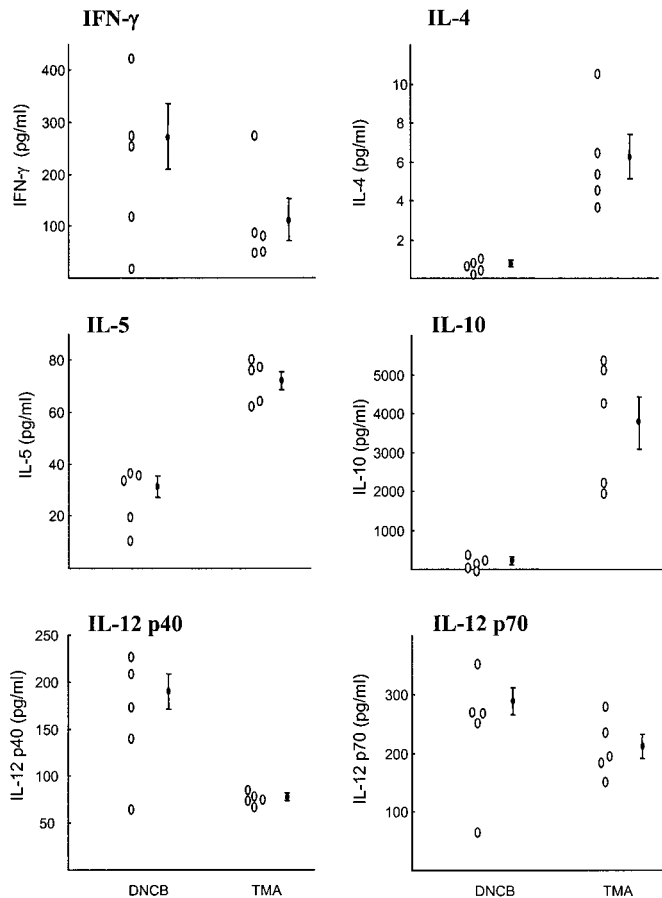 IFN-γ
IL-4
IFN-γ (pg/ml)
400
300
200
100
IL-4 (pg/ml)
10
8
6
4
2
IL-5
IL-10
IL-5 (pg/ml)
80
60
40
20
IL-10 (pg/ml)
5000
4000
3000
2000
1000
IL-12 p40
IL-12 p70
IL-12 p40 (pg/ml)
250
200
150
100
50
IL-12 p70 (pg/ml)
300
200
100
DNCB
TMA
DNCB
TMA